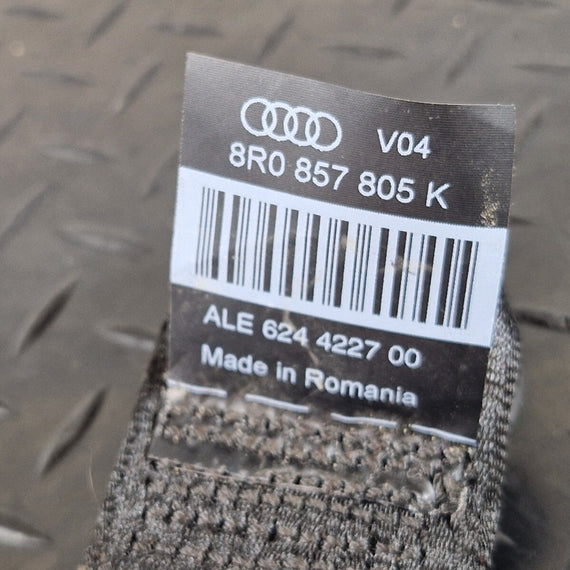 V04
8R0 857 805 K
ALE 624 4227 00
Made in Romania